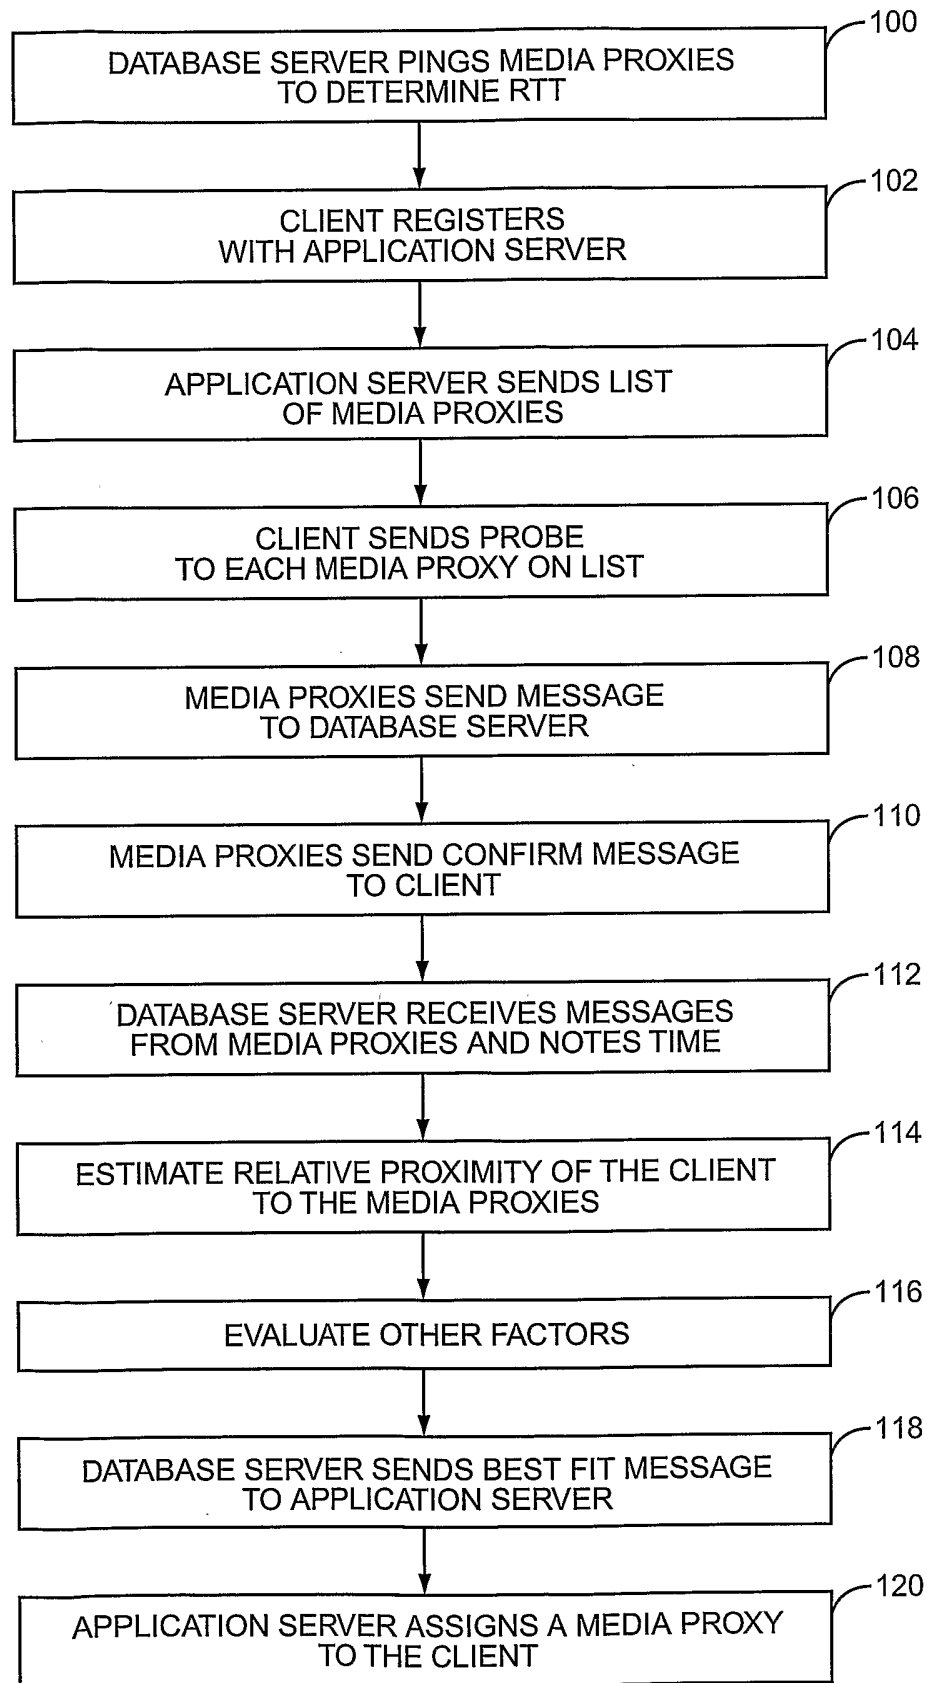 100
DATABASE SERVER PINGS MEDIA PROXIES
TO DETERMINE RTT
102
CLIENT REGISTERS
WITH APPLICATION SERVER
104
APPLICATION SERVER SENDS LIST
OF MEDIA PROXIES
106
CLIENT SENDS PROBE
TO EACH MEDIA PROXY ON LIST
108
MEDIA PROXIES SEND MESSAGE
TO DATABASE SERVER
110
MEDIA PROXIES SEND CONFIRM MESSAGE
TO CLIENT
112
DATABASE SERVER RECEIVES MESSAGES
FROM MEDIA PROXIES AND NOTES TIME
114
ESTIMATE RELATIVE PROXIMITY OF THE CLIENT
TO THE MEDIA PROXIES
116
EVALUATE OTHER FACTORS
118
DATABASE SERVER SENDS BEST FIT MESSAGE
TO APPLICATION SERVER
120
APPLICATION SERVER ASSIGNS A MEDIA PROXY
TO THE CLIENT